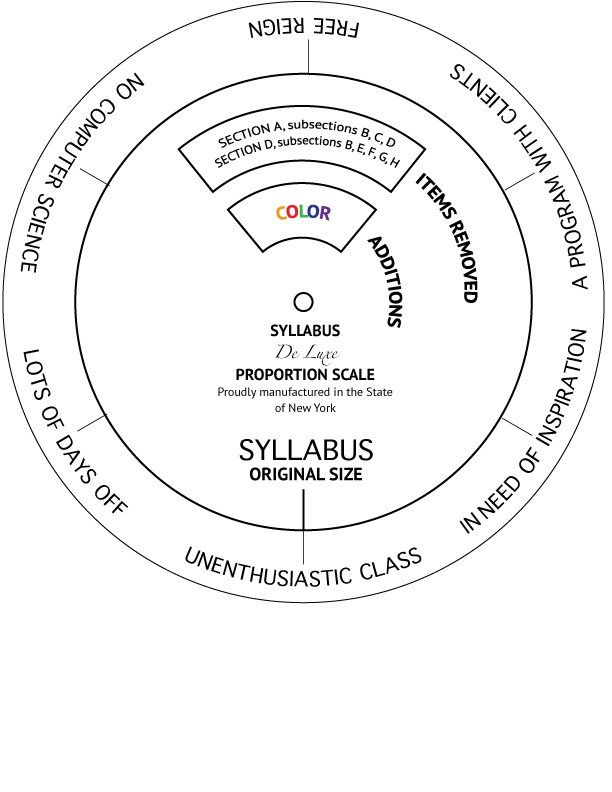 FREE REIGN
A PROGRAM WITH CLIENTS
IN NEED OF INSPIRATION
UNENTHUSIASTIC CLASS
LOTS OF DAYS OFF
NO COMPUTER SCIENCE
SECTION A, subsections B, C, D
SECTION D, subsections B, E, F, G, H
ITEMS REMOVED
COLOR
ADDITIONS
SYLLABUS
De Luxe
PROPORTION SCALE
Proudly manufactured in the State
of New York
SYLLABUS
ORIGINAL SIZE